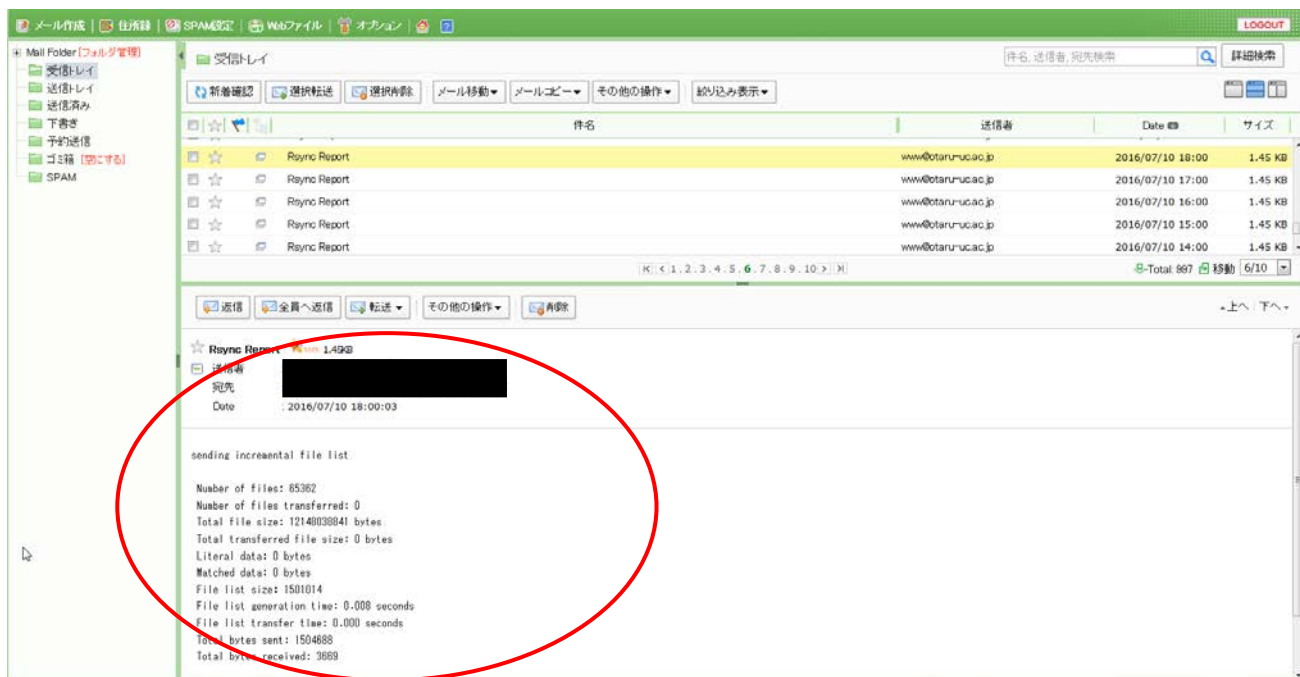 メール作成 | 住所録 | SPAM設定 | Webファイル | オプション | LOGOUT
Mail Folder [フォルダ管理]
受信トレイ
送信トレイ
送信済み
下書き
予約送信
ゴミ箱 [空にする]
SPAM
受信トレイ 件名, 送信者, 宛先検索 詳細検索
新着確認 選択転送 選択削除 メール移動▼ メールコピー▼ その他の操作▼ 絞り込み表示▼
件名 送信者 Date サイズ
Rsync Report www@otaru-uc.ac.jp 2016/07/10 18:00 1.45 KB
Rsync Report www@otaru-uc.ac.jp 2016/07/10 17:00 1.45 KB
Rsync Report www@otaru-uc.ac.jp 2016/07/10 16:00 1.45 KB
Rsync Report www@otaru-uc.ac.jp 2016/07/10 15:00 1.45 KB
Rsync Report www@otaru-uc.ac.jp 2016/07/10 14:00 1.45 KB
1.2.3.4.5.6.7.8.9.10 Total: 997 移動 6/10
返信 全員へ返信 転送▼ その他の操作▼ 削除 上へ 下へ
Rsync Report 1.45KB
送信者
宛先
Date : 2016/07/10 18:00:03
sending incremental file list
Number of files: 65362
Number of files transferred: 0
Total file size: 12148038841 bytes
Total transferred file size: 0 bytes
Literal data: 0 bytes
Matched data: 0 bytes
File list size: 1501014
File list generation time: 0.008 seconds
File list transfer time: 0.000 seconds
Total bytes sent: 1504688
Total bytes received: 3669